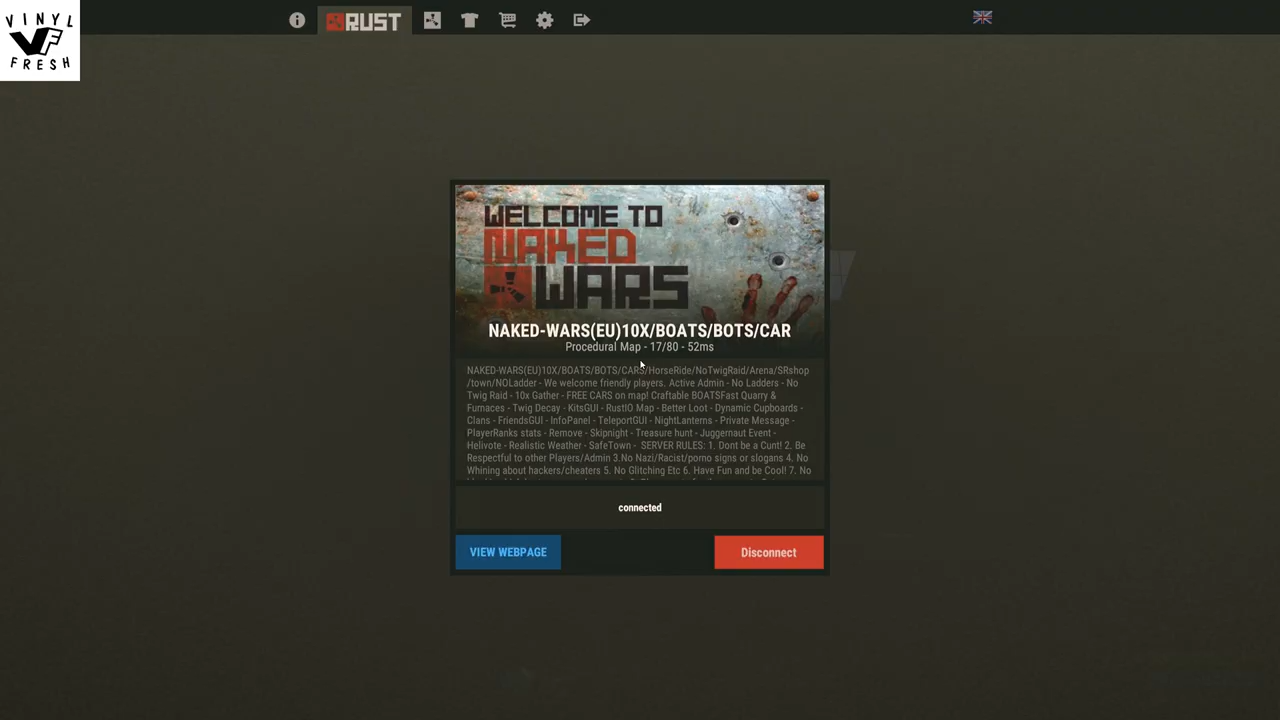 VINYL
VF
FRESH
RUST
WELCOME TO
NAKED
WARS
NAKED-WARS(EU)10X/BOATS/BOTS/CAR
Procedural Map - 17/80 - 52ms
NAKED-WARS(EU)10X/BOATS/BOTS/CARS/HorseRide/NoTwigRaid/Arena/SRshop
/town/NOLadder - We welcome friendly players. Active Admin - No Ladders - No
Twig Raid - 10x Gather - FREE CARS on map! Craftable BOATSFast Quarry &
Furnaces - Twig Decay - KitsGUI - RustIO Map - Better Loot - Dynamic Cupboards -
Clans - FriendsGUI - InfoPanel - TeleportGUI - NightLanterns - Private Message -
PlayerRanks stats - Remove - Skipnight - Treasure hunt - Juggernaut Event -
Helivote - Realistic Weather - SafeTown - SERVER RULES: 1. Dont be a Cunt! 2. Be
Respectful to other Players/Admin 3.No Nazi/Racist/porno signs or slogans 4. No
Whining about hackers/cheaters 5. No Glitching Etc 6. Have Fun and be Cool! 7. No
connected
VIEW WEBPAGE
Disconnect